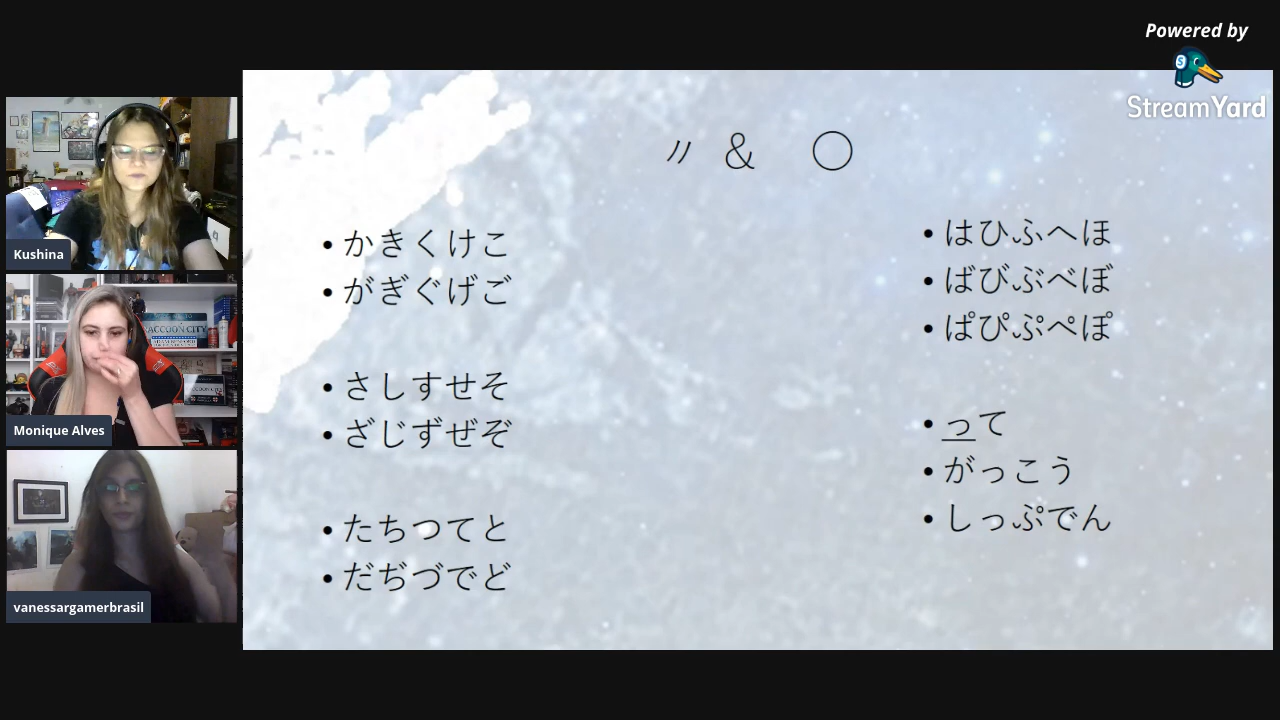 Powered by
StreamYard
Kushina
Monique Alves
vanessargamerbrasil
〃 & 〇
• かきくけこ
• がぎぐげご
• さしすせそ
• ざじずぜぞ
• たちつてと
• だぢづでど
• はひふへほ
• ばびぶべぼ
• ぱぴぷぺぽ
• って
• がっこう
• しっぷでん
RACCOON CITY